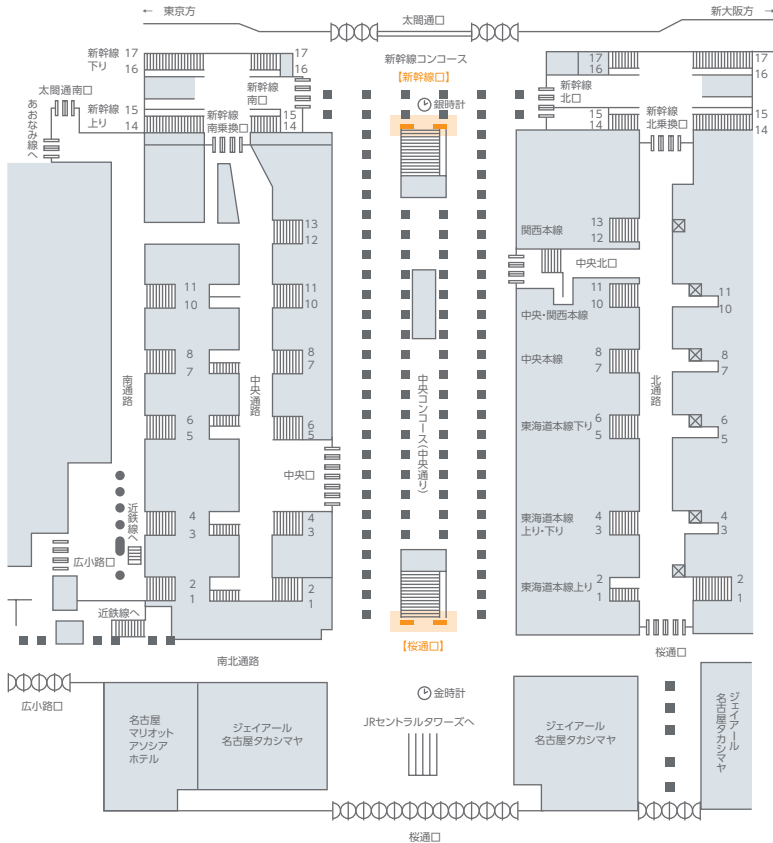 ← 東京方
太閤通口
新大阪方 →
新幹線
下り
17
16
17
16
新幹線コンコース
【新幹線口】
17
16
17
16
太閤通南口
新幹線
南口
銀時計
新幹線
北口
あおなみ線へ
新幹線
上り
15
14
新幹線
南乗換口
15
14
15
14
新幹線
北乗換口
15
14
13
12
関西本線
13
12
中央北口
11
10
11
10
11
10
11
10
中央・関西本線
8
7
8
7
中央本線
8
7
8
7
南通路
中央通路
中央コンコース(中央通り)
北通路
6
5
6
5
東海道本線下り
6
5
6
5
中央口
近鉄線へ
4
3
4
3
東海道本線
上り・下り
4
3
4
3
広小路口
2
1
2
1
東海道本線上り
2
1
2
1
近鉄線へ
【桜通口】
桜通口
南北通路
広小路口
金時計
名古屋
マリオット
アソシア
ホテル
ジェイアール
名古屋タカシマヤ
JRセントラルタワーズへ
ジェイアール
名古屋タカシマヤ
ジェイアール
名古屋タカシマヤ
桜通口